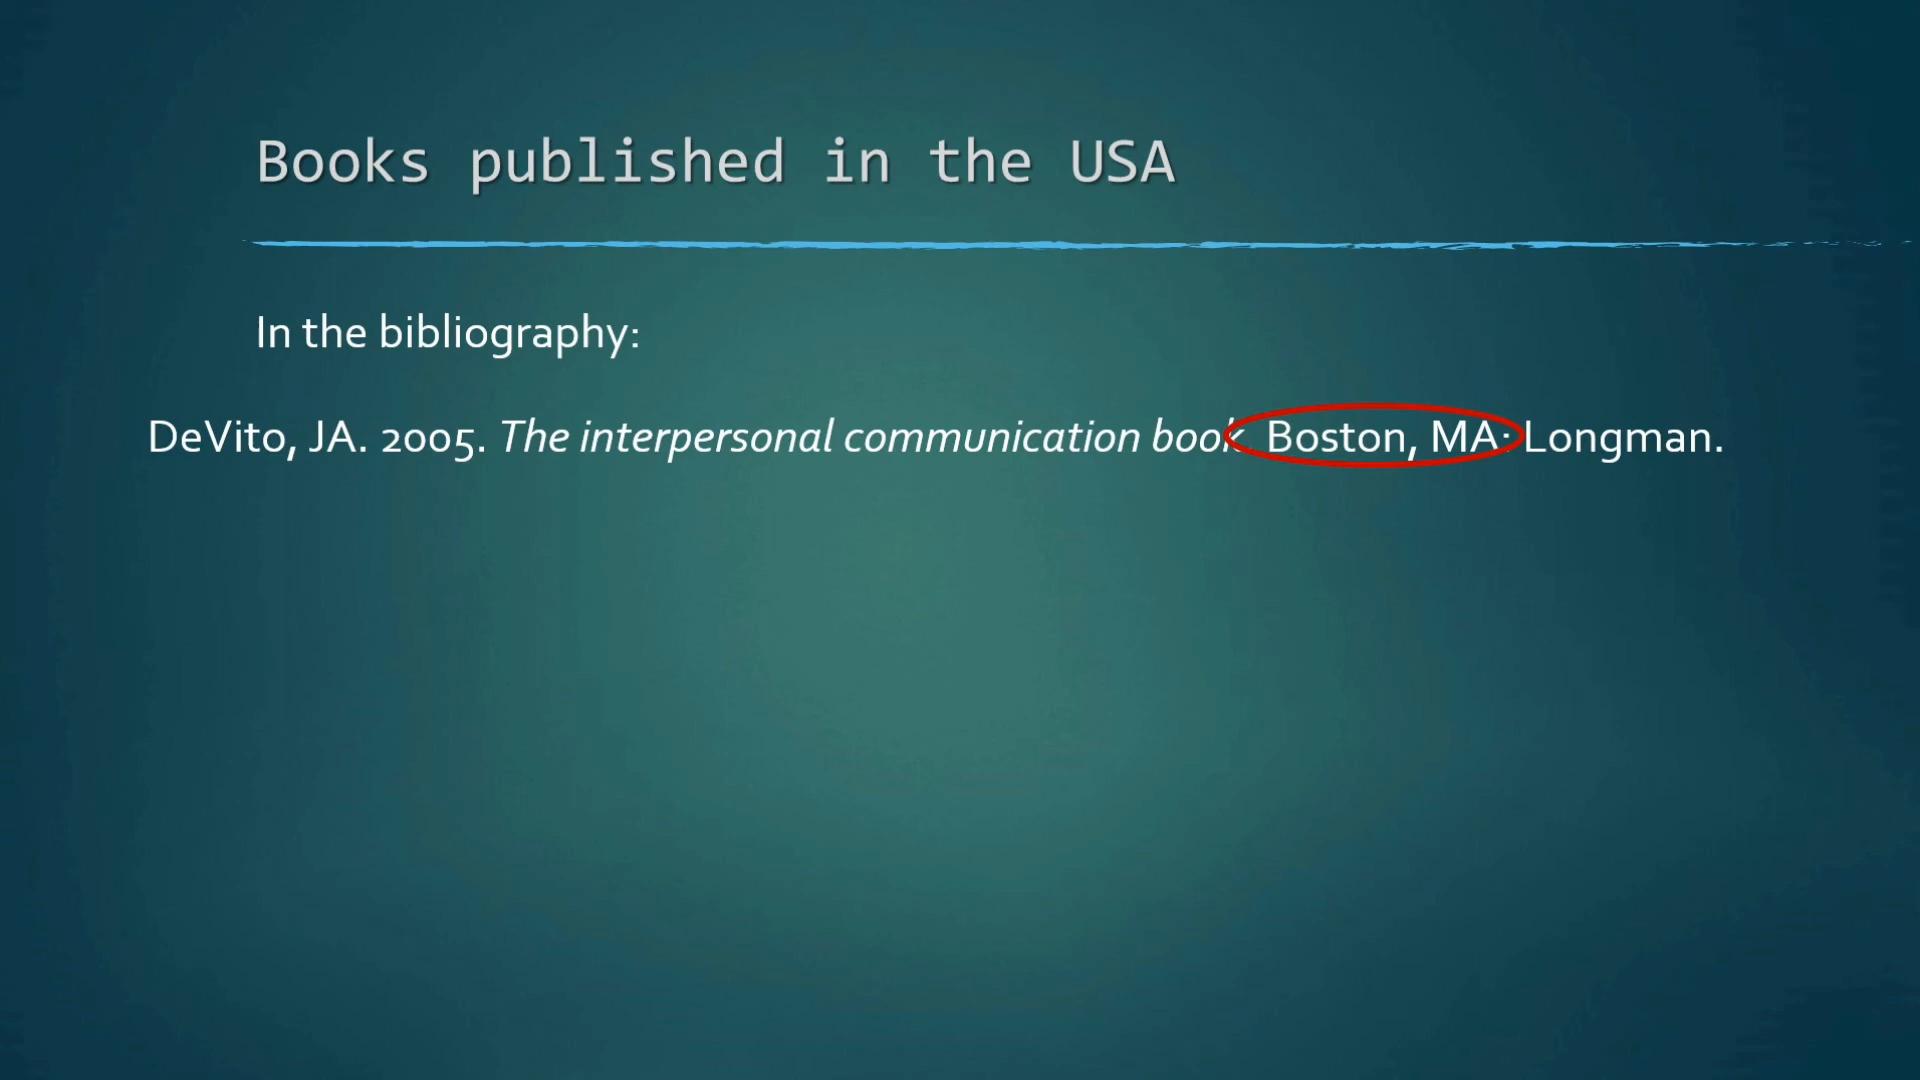 Books published in the USA
In the bibliography:
DeVito, JA. 2005. The interpersonal communication book. Boston, MA: Longman.